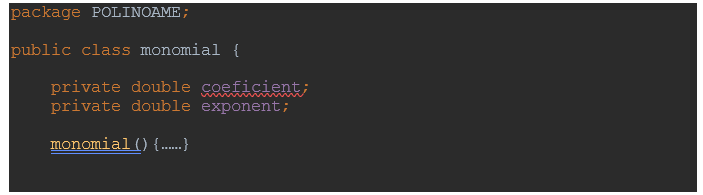 package POLINOAME;
public class monomial {
private double coeficient;
private double exponent;
monomial(){……}